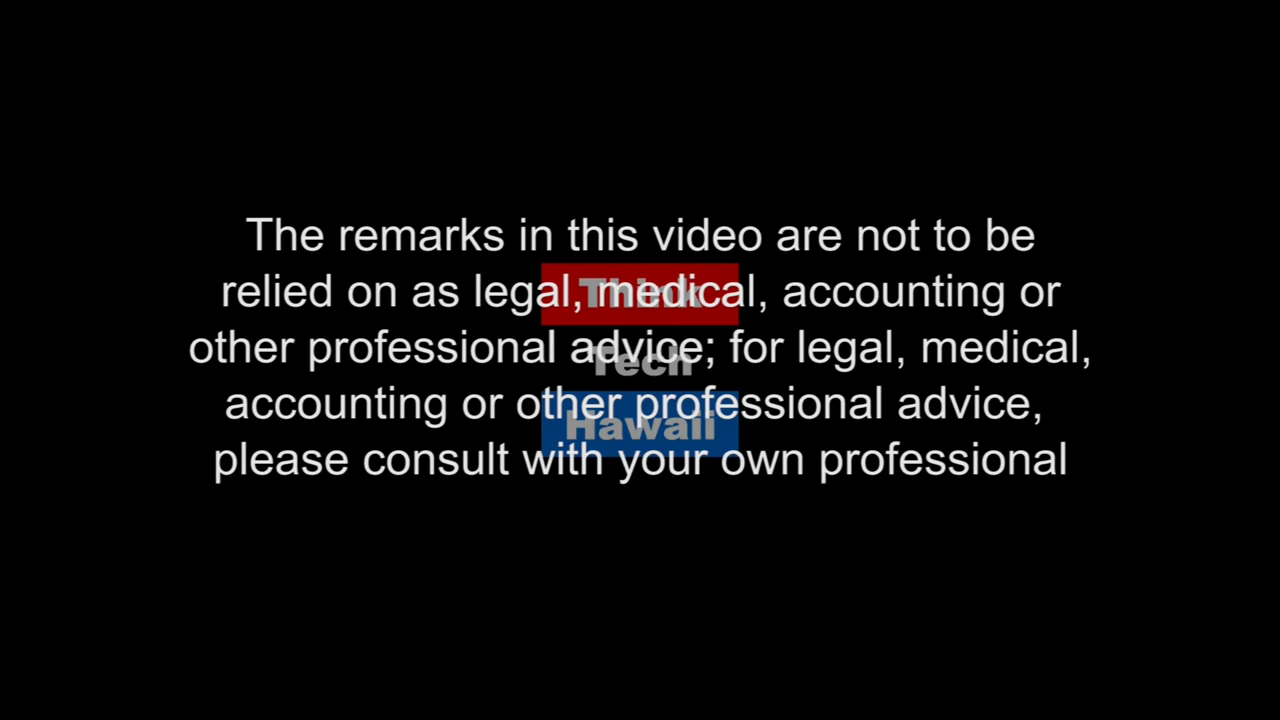 The remarks in this video are not to be
relied on as legal, medical, accounting or
other professional advice; for legal, medical,
accounting or other professional advice,
please consult with your own professional
Think
Tech
Hawaii